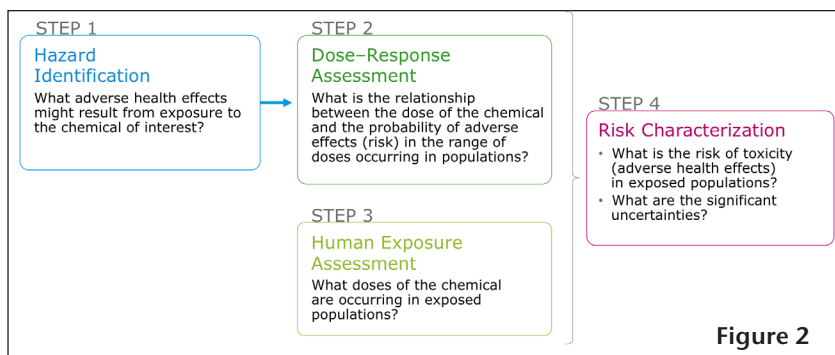 STEP 1
Hazard
Identification
What adverse health effects
might result from exposure to
the chemical of interest?
STEP 2
Dose–Response
Assessment
What is the relationship
between the dose of the chemical
and the probability of adverse
effects (risk) in the range of
doses occurring in populations?
STEP 3
Human Exposure
Assessment
What doses of the chemical
are occurring in exposed
populations?
STEP 4
Risk Characterization
• What is the risk of toxicity
(adverse health effects)
in exposed populations?
• What are the significant
uncertainties?
Figure 2